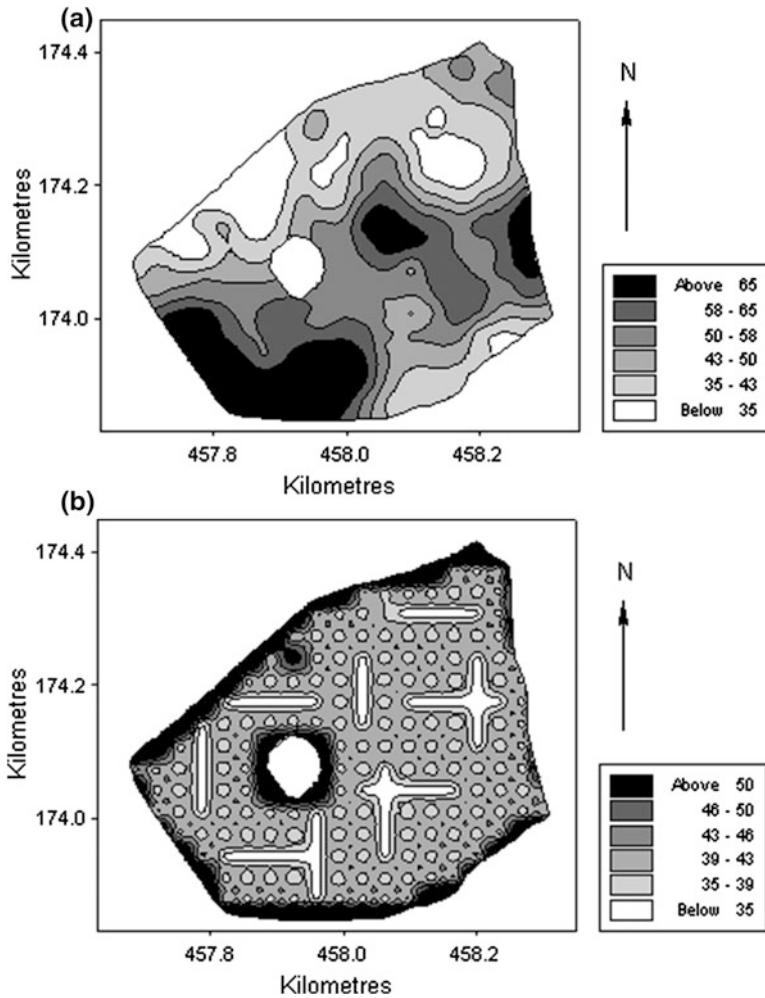 (a)
174.4
174.2
174.0
Kilometres
457.8 458.0 458.2
Kilometres
N
Above 65
58 - 65
50 - 58
43 - 50
35 - 43
Below 35
(b)
174.4
174.2
174.0
Kilometres
457.8 458.0 458.2
Kilometres
N
Above 50
46 - 50
43 - 46
39 - 43
35 - 39
Below 35